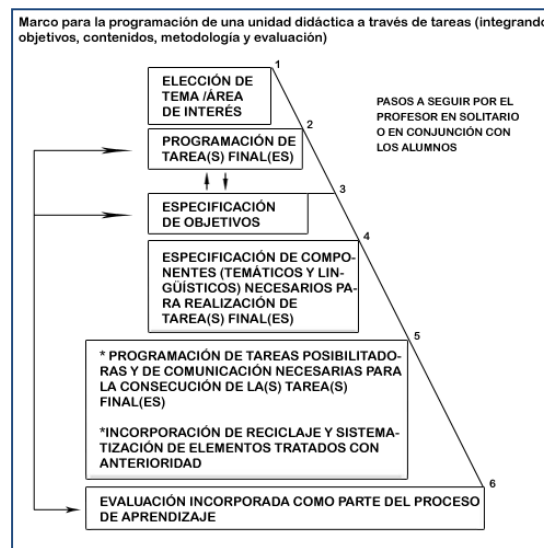 Marco para la programación de una unidad didáctica a través de tareas (integrando
objetivos, contenidos, metodología y evaluación)
1
ELECCIÓN DE
TEMA /ÁREA
DE INTERÉS
PASOS A SEGUIR POR EL
PROFESOR EN SOLITARIO
O EN CONJUNCIÓN CON
LOS ALUMNOS
2
PROGRAMACIÓN DE
TAREA(S) FINAL(ES)
3
ESPECIFICACIÓN
DE OBJETIVOS
4
ESPECIFICACIÓN DE COMPO-
NENTES (TEMÁTICOS Y LIN-
GÜÍSTICOS) NECESARIOS PA-
RA REALIZACIÓN DE
TAREA(S) FINAL(ES)
5
* PROGRAMACIÓN DE TAREAS POSIBILITADO-
RAS Y DE COMUNICACIÓN NECESARIAS PARA
LA CONSECUCIÓN DE LA(S) TAREA(S)
FINAL(ES)
*INCORPORACIÓN DE RECICLAJE Y SISTEMA-
TIZACIÓN DE ELEMENTOS TRATADOS CON
ANTERIORIDAD
6
EVALUACIÓN INCORPORADA COMO PARTE DEL PROCESO
DE APRENDIZAJE